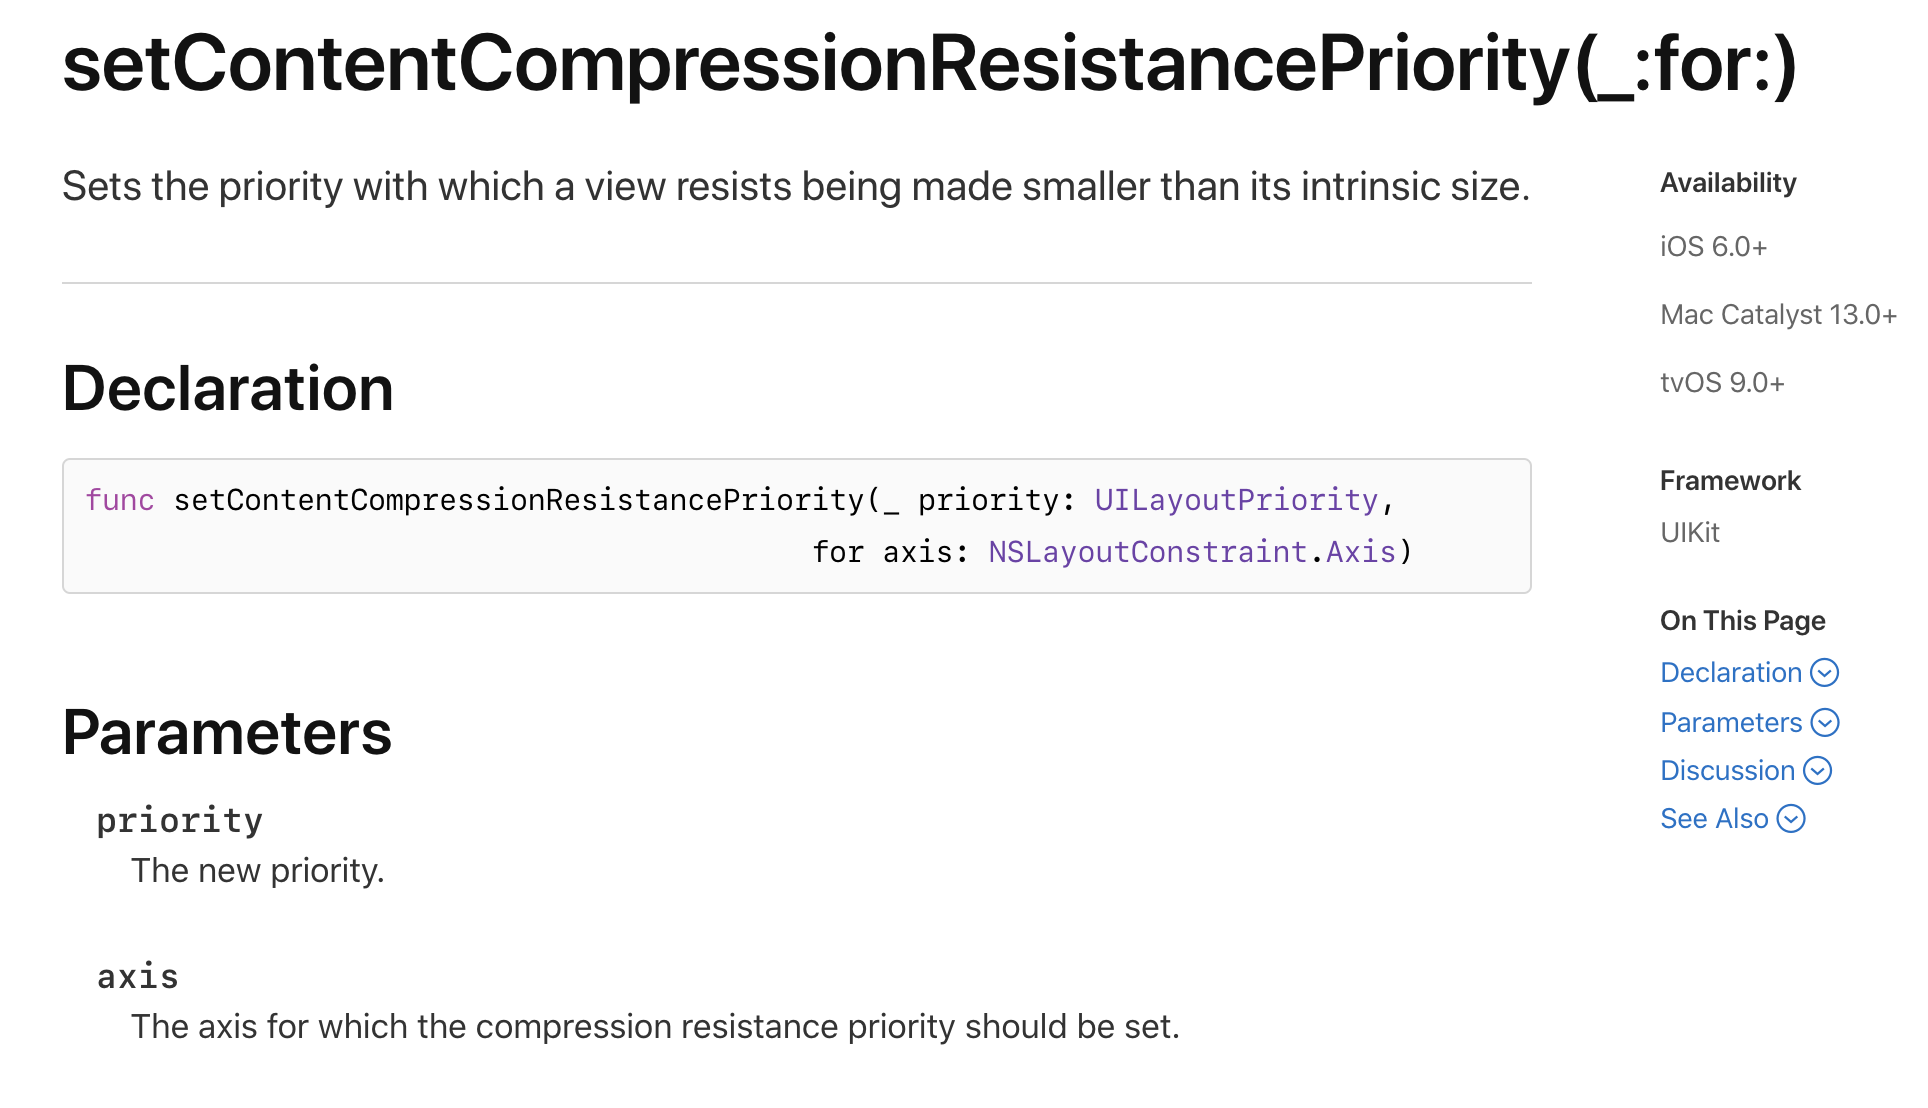 setContentCompressionResistancePriority(_:for:)
Sets the priority with which a view resists being made smaller than its intrinsic size.
Declaration
func setContentCompressionResistancePriority(_ priority: UILayoutPriority,
for axis: NSLayoutConstraint.Axis)
Parameters
priority
The new priority.
axis
The axis for which the compression resistance priority should be set.
Availability
iOS 6.0+
Mac Catalyst 13.0+
tvOS 9.0+
Framework
UIKit
On This Page
Declaration
Parameters
Discussion
See Also